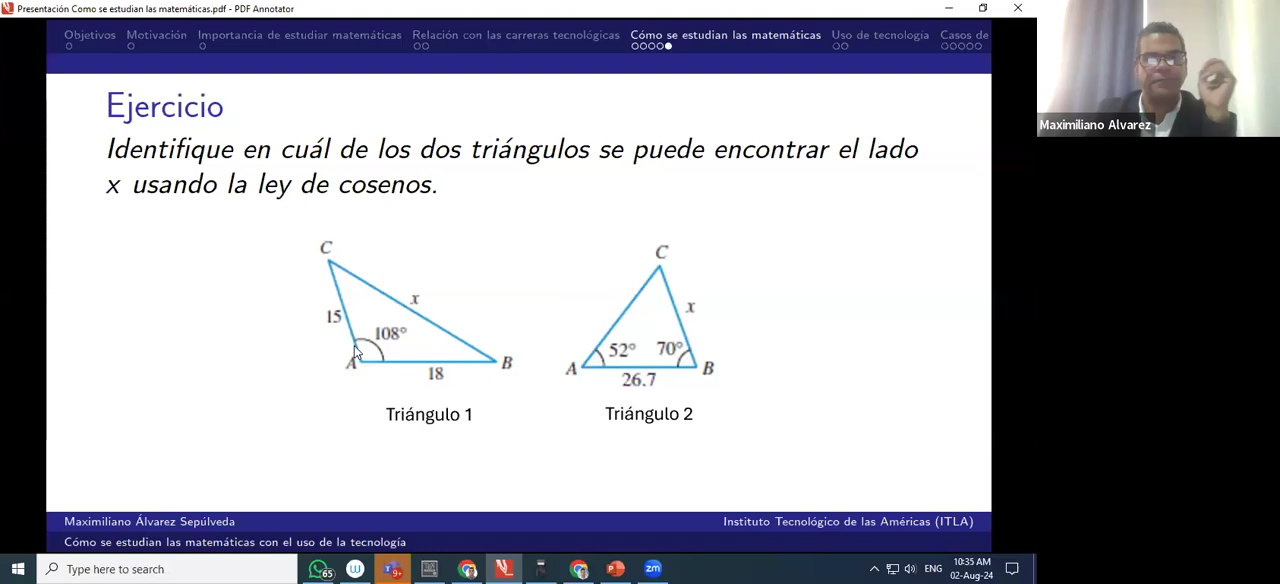 Presentación Como se estudian las matemáticas.pdf - PDF Annotator
Objetivos Motivación Importancia de estudiar matemáticas Relación con las carreras tecnológicas Cómo se estudian las matemáticas Uso de tecnología Casos de
Maximiliano Alvarez
Ejercicio
Identifique en cuál de los dos triángulos se puede encontrar el lado
x usando la ley de cosenos.
C
15
x
108°
A
B
18
Triángulo 1
C
x
52° 70°
A
B
26.7
Triángulo 2
Maximiliano Álvarez Sepúlveda Instituto Tecnológico de las Américas (ITLA)
Cómo se estudian las matemáticas con el uso de la tecnología
Type here to search
65
9+
zm
ENG
10:35 AM
02-Aug-24